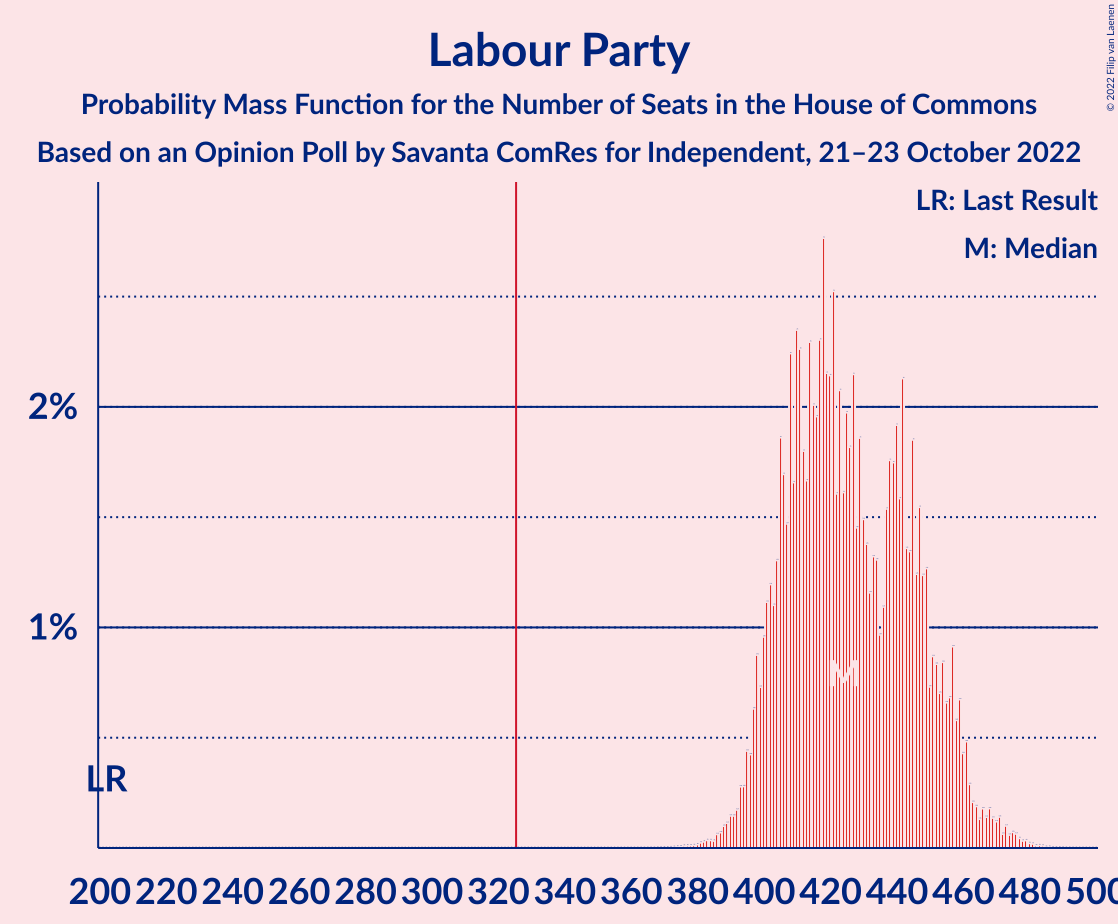 Labour Party
Probability Mass Function for the Number of Seats in the House of Commons
Based on an Opinion Poll by Savanta ComRes for Independent, 21–23 October 2022
© 2022 Filip van Laenen
LR: Last Result
M: Median
2%
1%
M
LR
200 220 240 260 280 300 320 340 360 380 400 420 440 460 480 500